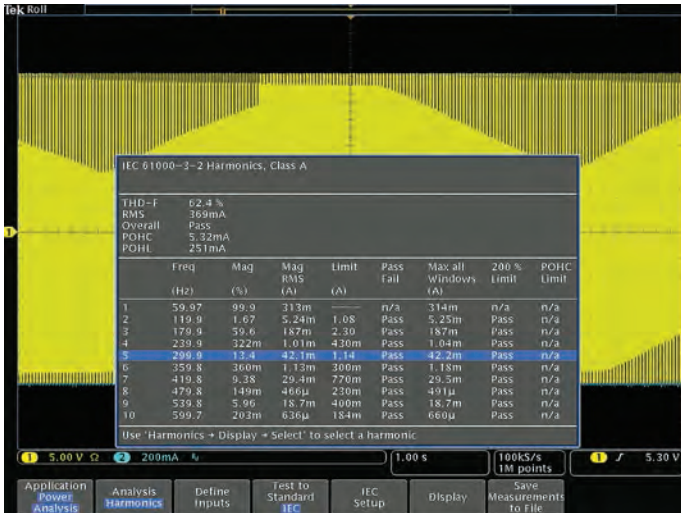 Tek Roll
IEC 61000-3-2 Harmonics, Class A
THD-F 62.4 %
RMS 369mA
Overall Pass
POHC 5.32mA
POHL 251mA
Freq Mag Mag RMS Limit Pass Fail Max all Windows 200 % Limit POHC Limit
(Hz) (%) (A) (A) (A)
1 59.97 99.9 313m —— n/a 314m n/a n/a
2 119.9 1.67 5.24m 1.08 Pass 5.25m Pass n/a
3 179.9 59.6 187m 2.30 Pass 187m Pass n/a
4 239.9 322m 1.01m 430m Pass 1.04m Pass n/a
5 299.9 13.4 42.1m 1.14 Pass 42.2m Pass n/a
6 359.8 360m 1.13m 300m Pass 1.18m Pass n/a
7 419.8 9.38 29.4m 770m Pass 29.5m Pass n/a
8 479.8 149m 466µ 230m Pass 491µ Pass n/a
9 539.8 5.96 18.7m 400m Pass 18.7m Pass n/a
10 599.7 203m 636µ 184m Pass 660µ Pass n/a
Use 'Harmonics → Display → Select' to select a harmonic
1
1 5.00 V Ω 2 200mA 1.00 s 100kS/s 1 5.30 V
1M points
Application Power Analysis
Analysis Harmonics
Define Inputs
Test to Standard IEC
IEC Setup
Display
Save Measurements to File